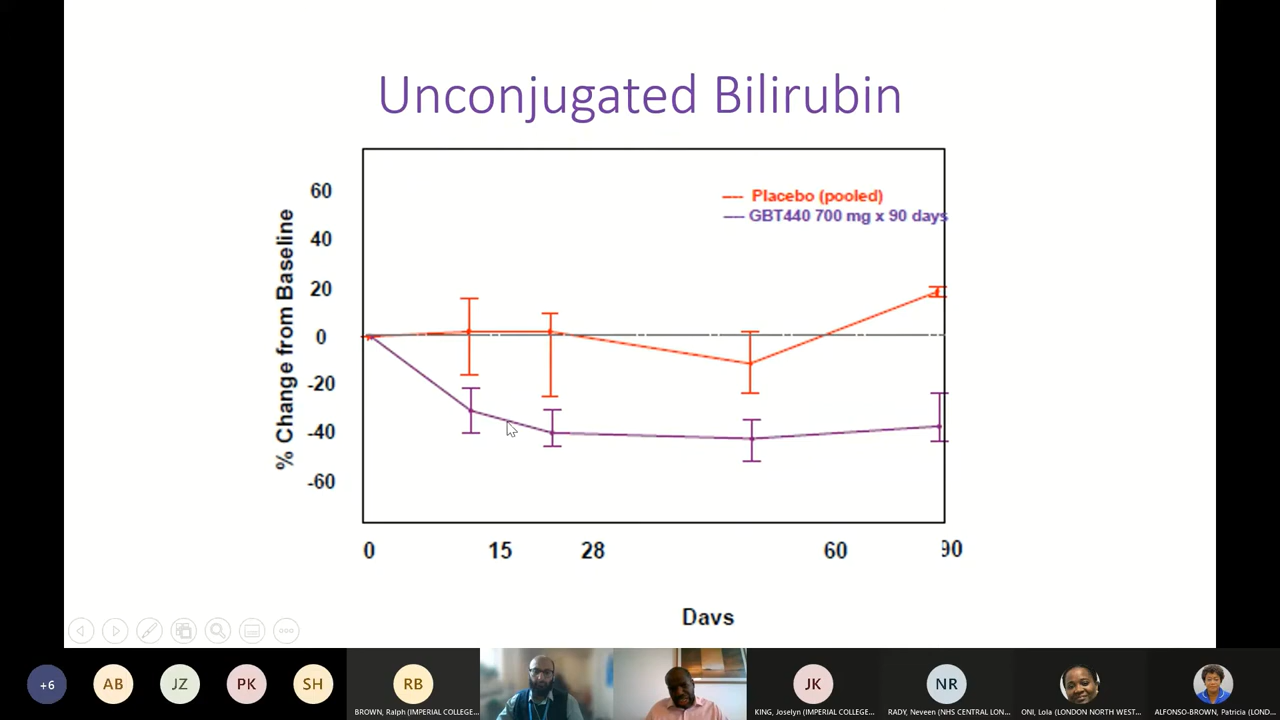 Unconjugated Bilirubin
60
40
20
0
-20
-40
-60
% Change from Baseline
Placebo (pooled)
GBT440 700 mg x 90 days
0 15 28 60 90
Days
+6 AB JZ PK SH RB JK NR
BROWN, Ralph (IMPERIAL COLLEGE...
KING, Joselyn (IMPERIAL COLLEGE...
RADY, Neveen (NHS CENTRAL LON...
ONI, Lola (LONDON NORTH WEST...
ALFONSO-BROWN, Patricia (LOND...